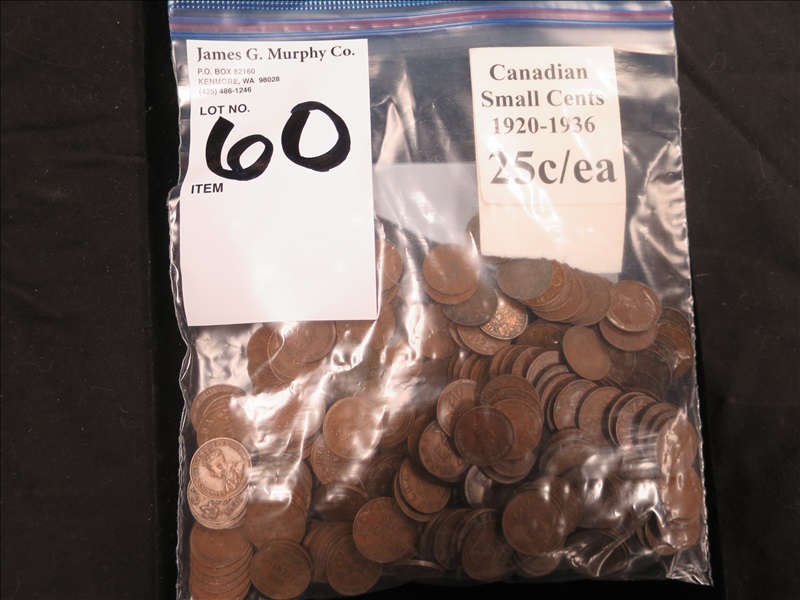 James G. Murphy Co.
P.O. BOX 82160
KENMORE, WA 98028
(425) 486-1246
LOT NO.
60
ITEM
Canadian
Small Cents
1920-1936
25c/ea